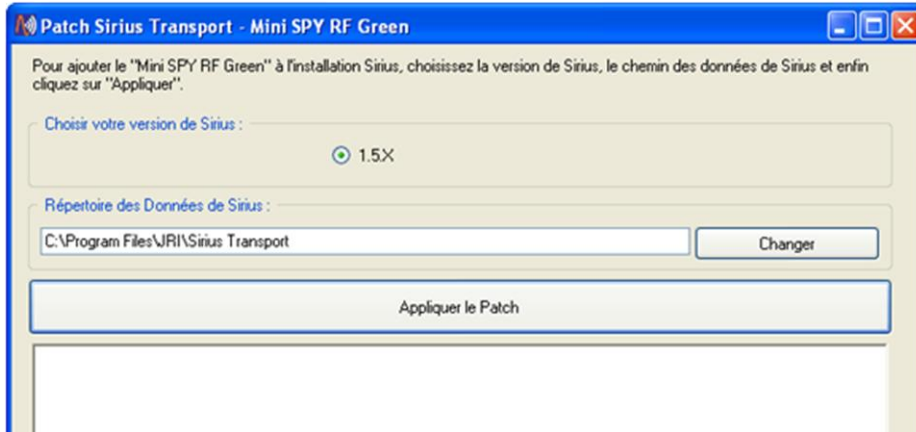 Patch Sirius Transport - Mini SPY RF Green
Pour ajouter le "Mini SPY RF Green" à l'installation Sirius, choisissez la version de Sirius, le chemin des données de Sirius et enfin
cliquez sur "Appliquer".
Choisir votre version de Sirius :
1.5.X
Répertoire des Données de Sirius :
C:\Program Files\JRI\Sirius Transport
Changer
Appliquer le Patch